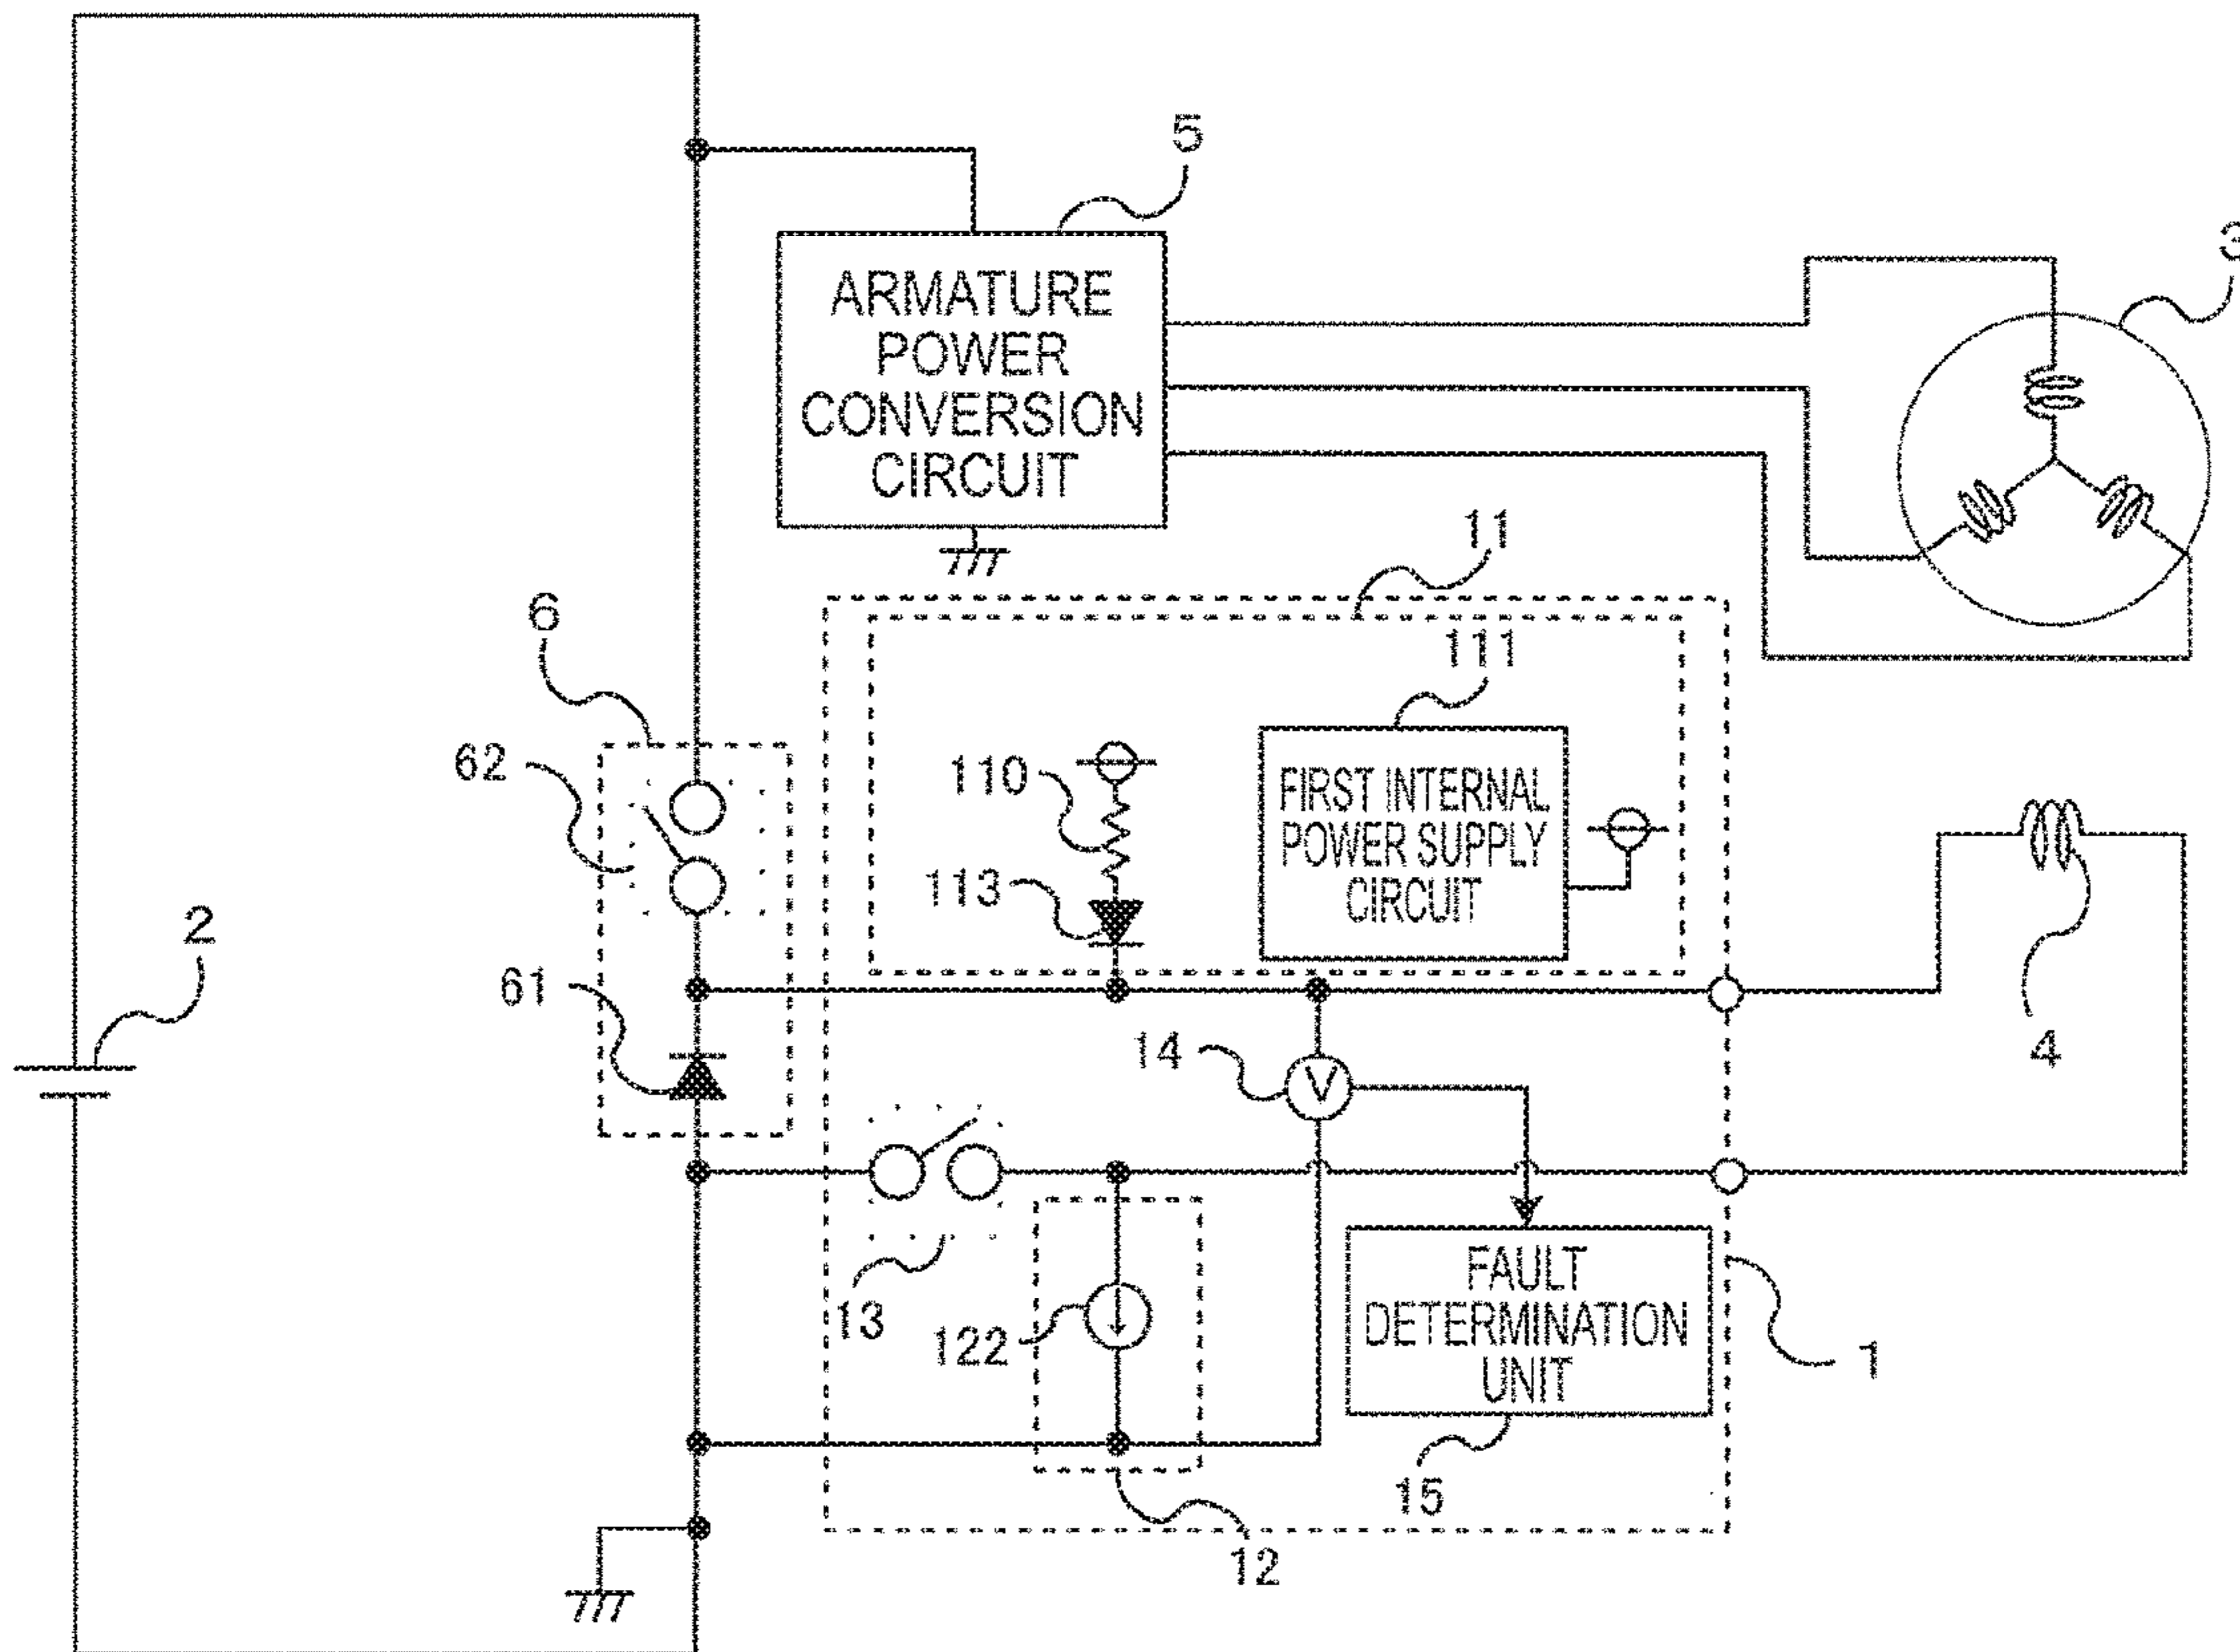 5
3
ARMATURE
POWER
CONVERSION
CIRCUIT
11
6
111
62
110
FIRST INTERNAL
POWER SUPPLY
CIRCUIT
113
2
61
14
V
4
13
122
FAULT
DETERMINATION
UNIT
1
15
12